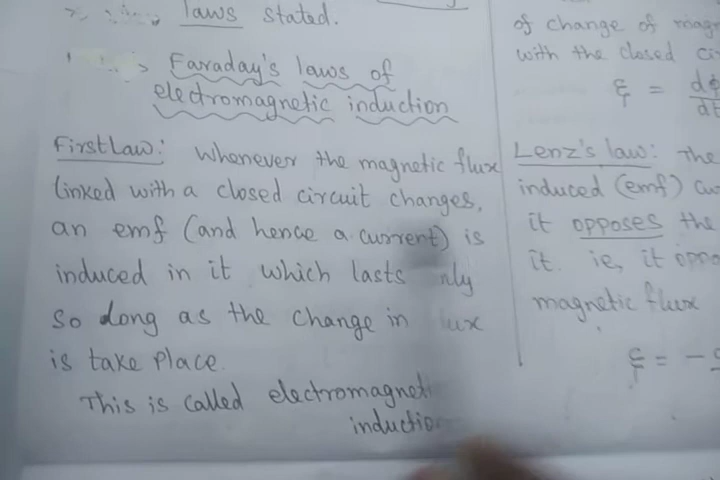 laws stated.
Faraday's laws of
electromagnetic induction
First Law: Whenever the magnetic flux
linked with a closed circuit changes,
an emf (and hence a current) is
induced in it which lasts
so long as the change in
is take place.
This is called electromagneti
inductio
of change of
with the closed
ξ = dϕ/dt
Lenz's law: The
induced (emf)
it opposes the
it. ie, it oppo
magnetic flux
ξ = -